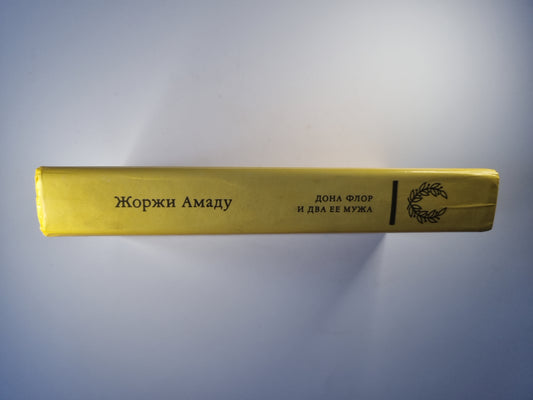 Жоржи Амаду
ДОНА ФЛОР
И ДВА ЕЕ МУЖА